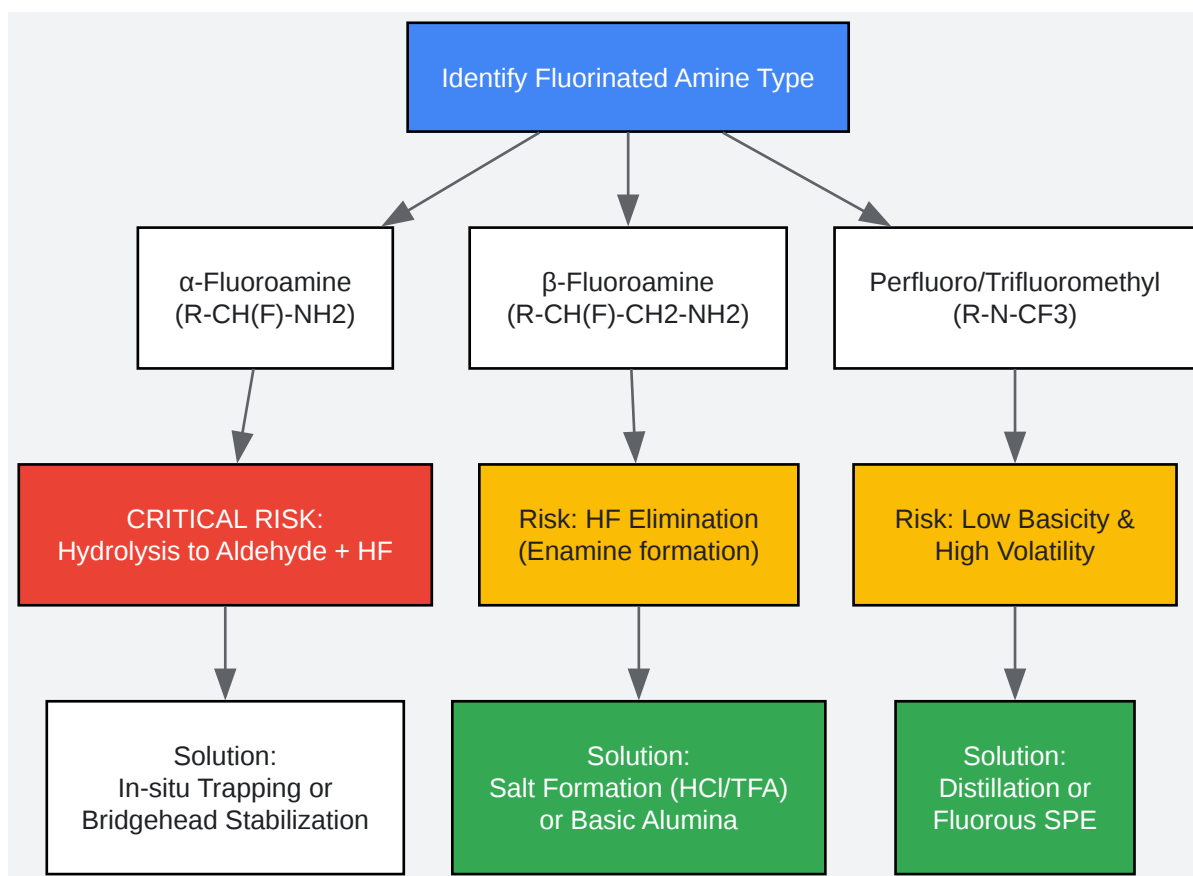 Identify Fluorinated Amine Type
α-Fluoroamine
(R-CH(F)-NH2)
β-Fluoroamine
(R-CH(F)-CH2-NH2)
Perfluoro/Trifluoromethyl
(R-N-CF3)
CRITICAL RISK:
Hydrolysis to Aldehyde + HF
Risk: HF Elimination
(Enamine formation)
Risk: Low Basicity &
High Volatility
Solution:
In-situ Trapping or
Bridgehead Stabilization
Solution:
Salt Formation (HCl/TFA)
or Basic Alumina
Solution:
Distillation or
Fluorous SPE